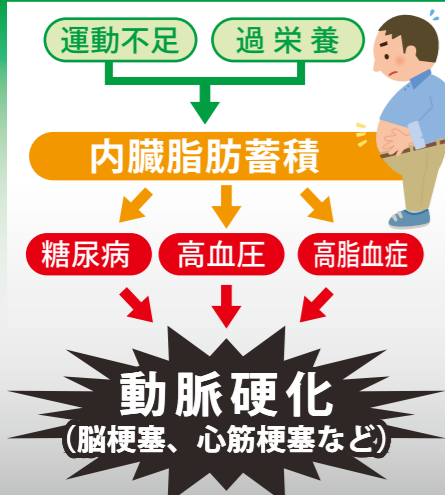 運動不足 過栄養
内臓脂肪蓄積
糖尿病 高血圧 高脂血症
動脈硬化
（脳梗塞、心筋梗塞など）